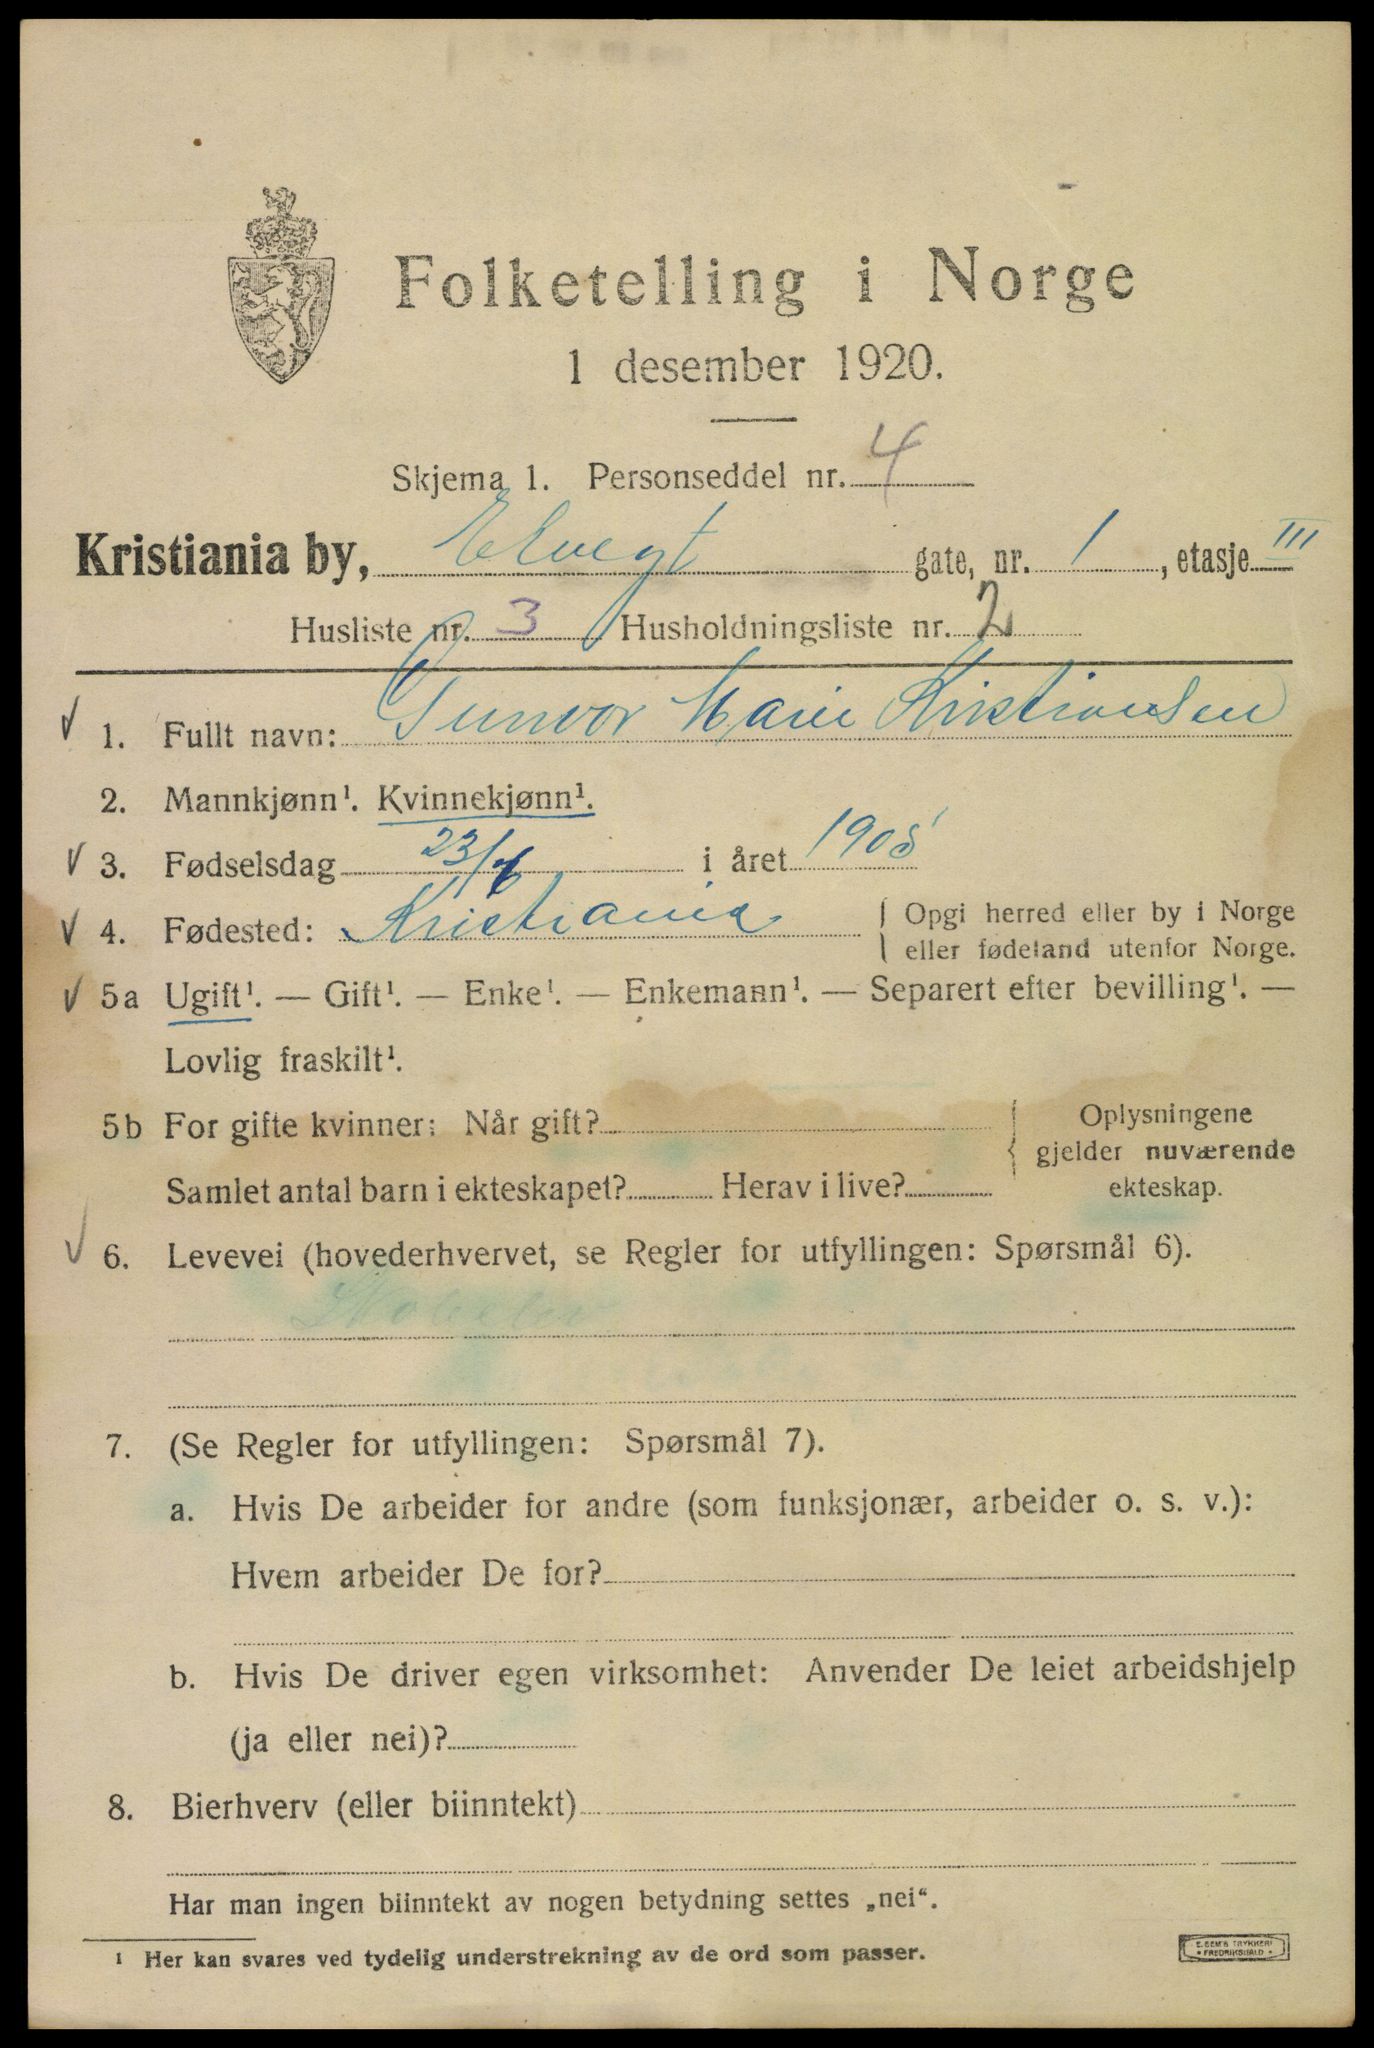 Folketelling i Norge
1 desember 1920.
Skjema 1. Personseddel nr. 4
Kristiania by, Elvegt gate, nr. 1, etasje III
Husliste nr. 3 Husholdningsliste nr. 2
1. Fullt navn: Gunvor Marie Kristiansen
2. Mannkjønn¹. Kvinnekjønn¹.
3. Fødselsdag 23/6 i året 1905
4. Fødested: Kristiania { Opgi herred eller by i Norge
eller fødeland utenfor Norge.
5a Ugift¹. — Gift¹. — Enke¹. — Enkemann¹. — Separert efter bevilling¹. —
Lovlig fraskilt¹.
5b For gifte kvinner: Når gift?
Samlet antal barn i ekteskapet? Herav i live?
Oplysningene
gjelder nuværende
ekteskap.
6. Levevei (hovederhvervet, se Regler for utfyllingen: Spørsmål 6).
7. (Se Regler for utfyllingen: Spørsmål 7).
a. Hvis De arbeider for andre (som funksjonær, arbeider o. s. v.):
Hvem arbeider De for?
b. Hvis De driver egen virksomhet: Anvender De leiet arbeidshjelp
(ja eller nei)?
8. Bierhverv (eller biinntekt)
Har man ingen biinntekt av nogen betydning settes „nei“.
¹ Her kan svares ved tydelig understrekning av de ord som passer.
E. SEM'S TRYKKERI
• FREDRIKSHALD •